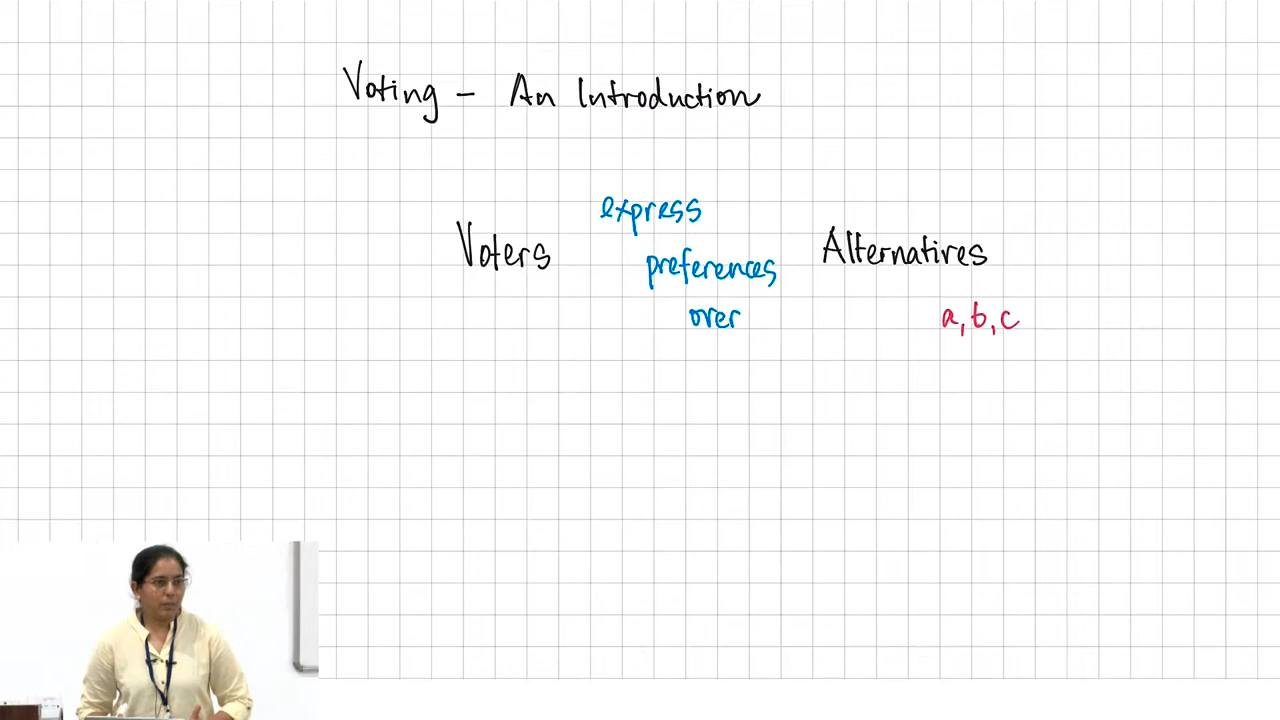 Voting - An Introduction
Voters express preferences over Alternatives
a, b, c